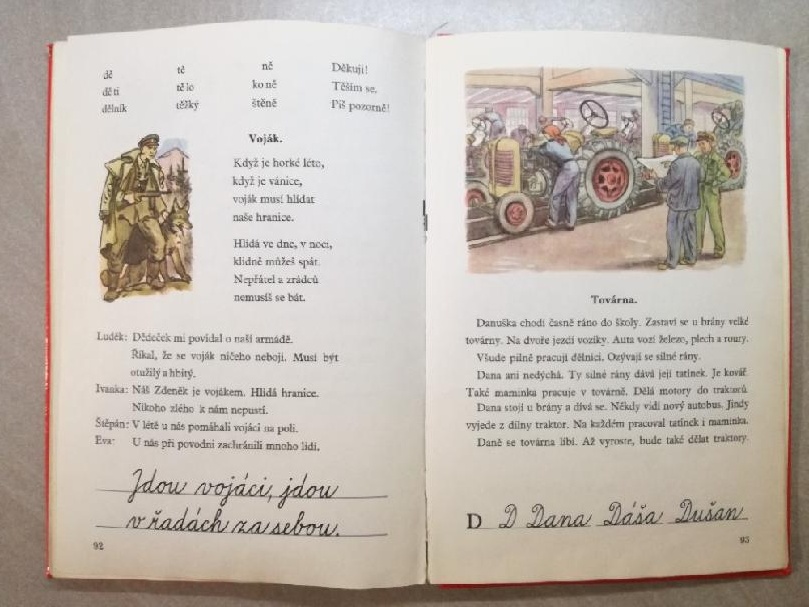 dě tě ně Děkuji!
děti tělo koně Těším se.
dělník těžký štěně Piš pozorně!
Voják.
Když je horké léto,
když je vánice,
voják musí hlídat
naše hranice.
Hlídá ve dne, v noci,
klidně můžeš spát.
Nepřátel a zrádců
nemusíš se bát.
Luděk: Dědeček mi povídal o naší armádě.
Říkal, že se voják ničeho nebojí. Musí být
otužilý a hbitý.
Ivanka: Náš Zdeněk je vojákem. Hlídá hranice.
Nikoho zlého k nám nepustí.
Štěpán: V létě u nás pomáhali vojáci na poli.
Eva: U nás při povodni zachránili mnoho lidí.
Jdou vojáci, jdou
v řadách za sebou.
92
Továrna.
Danuška chodí časně ráno do školy. Zastaví se u brány velké
továrny. Na dvoře jezdí vozíky. Auta vozí železo, plech a roury.
Všude pilně pracují dělníci. Ozývají se silné rány.
Dana ani nedýchá. Ty silné rány dává její tatínek. Je kovář.
Také maminka pracuje v továrně. Dělá motory do traktorů.
Dana stojí u brány a dívá se. Někdy vidí nový autobus. Jindy
vyjede z dílny traktor. Na každém pracoval tatínek i maminka.
Daně se továrna líbí. Až vyroste, bude také dělat traktory.
D D Dana Dáša Dušan
93